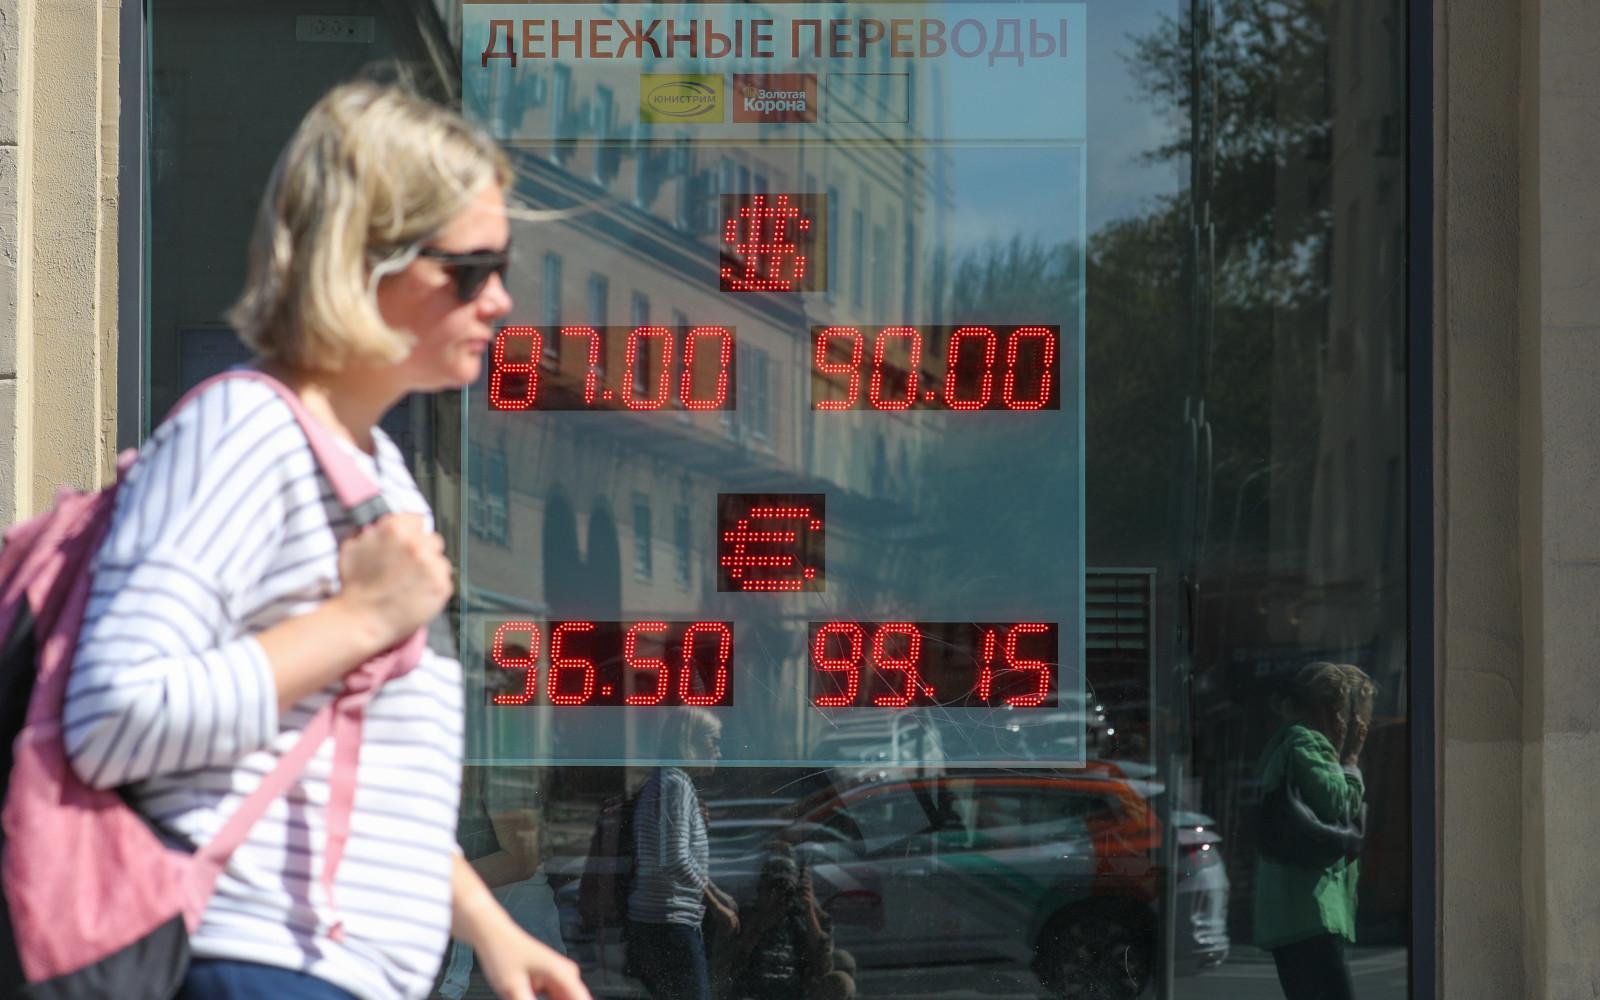 ДЕНЕЖНЫЕ ПЕРЕВОДЫ
ЮНИСТРИМ
Золотая
Корона
$
87.00 90.00
€
96.50 99.15